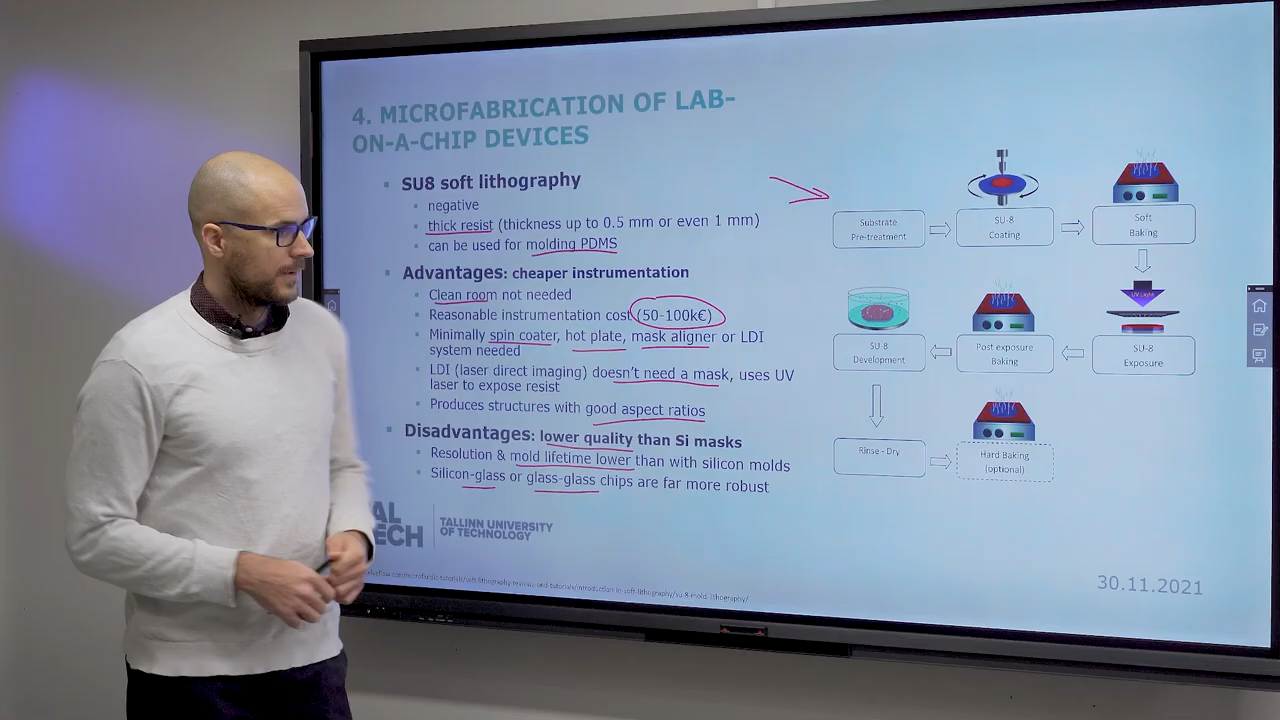 4. MICROFABRICATION OF LAB-
ON-A-CHIP DEVICES
SU8 soft lithography
negative
thick resist (thickness up to 0.5 mm or even 1 mm)
can be used for molding PDMS
Advantages: cheaper instrumentation
Clean room not needed
Reasonable instrumentation cost (50-100k€)
Minimally spin coater, hot plate, mask aligner or LDI
system needed
LDI (laser direct imaging) doesn't need a mask, uses UV
laser to expose resist
Produces structures with good aspect ratios
Disadvantages: lower quality than Si masks
Resolution & mold lifetime lower than with silicon molds
Silicon-glass or glass-glass chips are far more robust
Substrate
Pre-treatment
SU-8
Coating
Soft
Baking
UV Light
SU-8
Exposure
Post exposure
Baking
SU-8
Development
Rinse - Dry
Hard Baking
(optional)
AL
ECH
TALLINN UNIVERSITY
OF TECHNOLOGY
30.11.2021